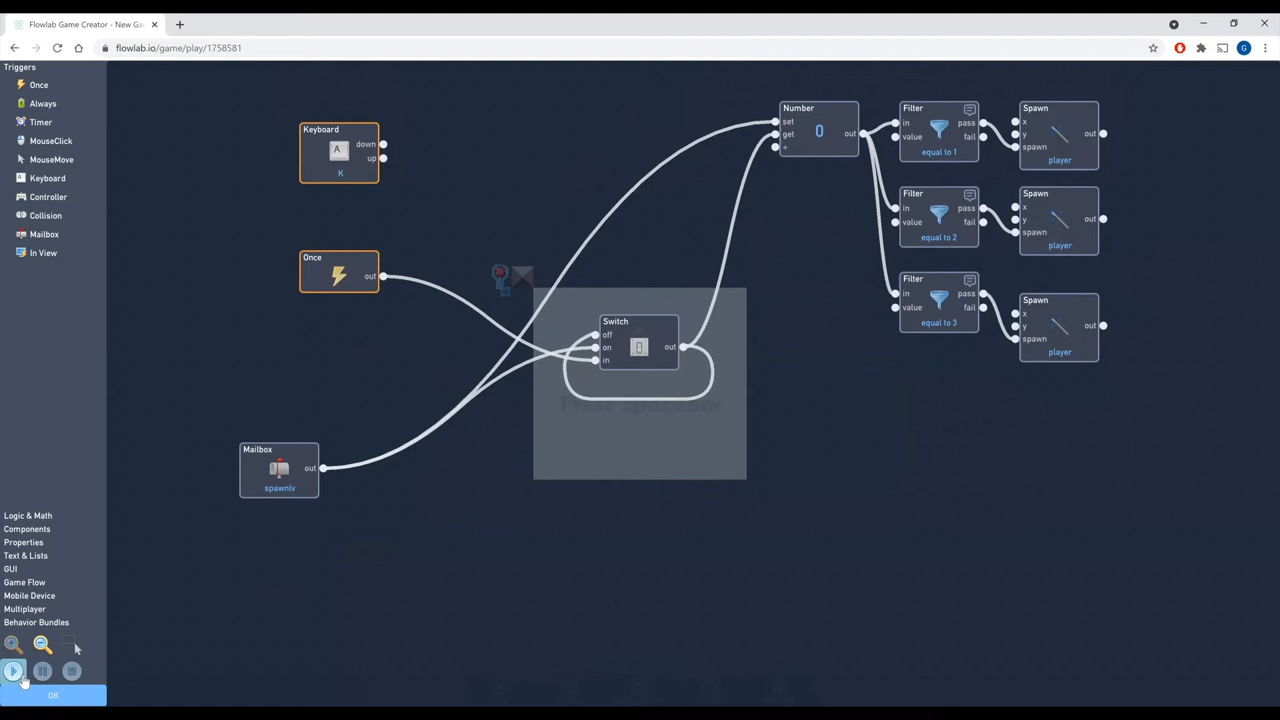 Flowlab Game Creator - New Ga
flowlab.io/game/play/1758581
G
Triggers
Once
Always
Timer
MouseClick
MouseMove
Keyboard
Controller
Collision
Mailbox
In View
Logic & Math
Components
Properties
Text & Lists
GUI
Game Flow
Mobile Device
Multiplayer
Behavior Bundles
OK
Keyboard
A
down
up
K
Once
out
Mailbox
out
spawnlv
Switch
off
on
in
out
Number
set
get
+
0
out
Filter
in
value
pass
fail
equal to 1
Spawn
x
y
spawn
out
player
Filter
in
value
pass
fail
equal to 2
Spawn
x
y
spawn
out
player
Filter
in
value
pass
fail
equal to 3
Spawn
x
y
spawn
out
player